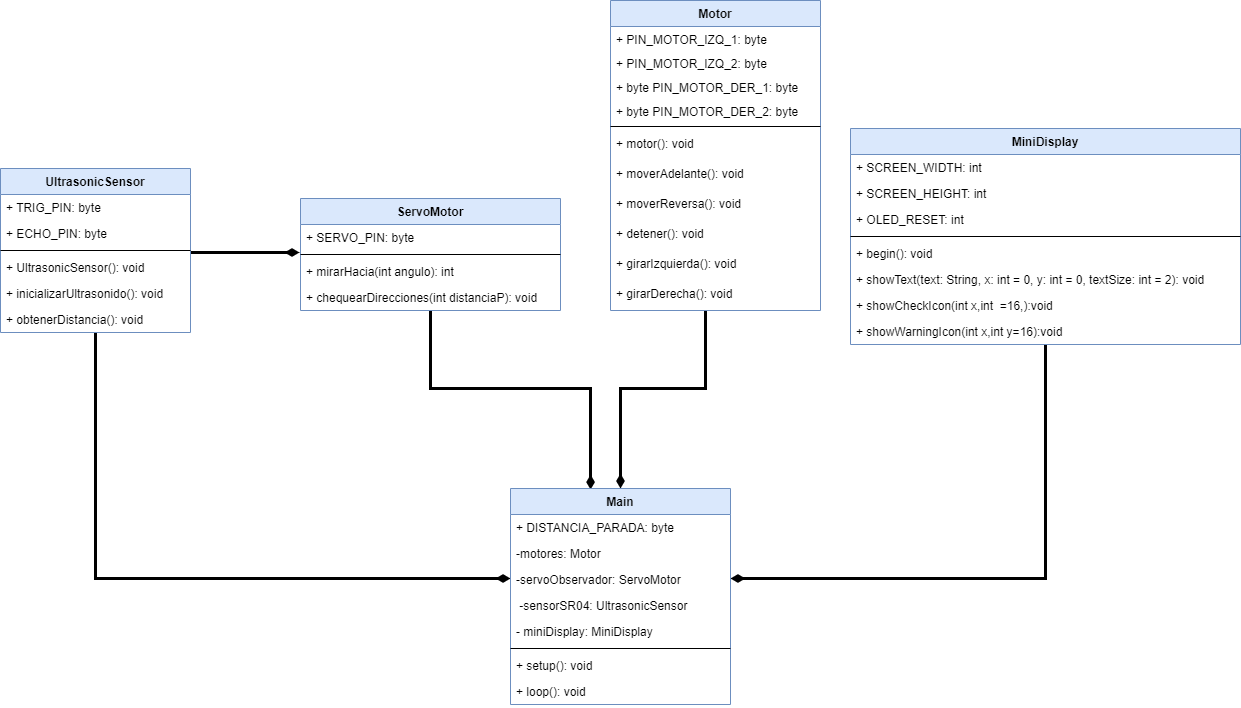 Motor
+ PIN_MOTOR_IZQ_1: byte
+ PIN_MOTOR_IZQ_2: byte
+ byte PIN_MOTOR_DER_1: byte
+ byte PIN_MOTOR_DER_2: byte
+ motor(): void
+ moverAdelante(): void
+ moverReversa(): void
+ detener(): void
+ girarIzquierda(): void
+ girarDerecha(): void
MiniDisplay
+ SCREEN_WIDTH: int
+ SCREEN_HEIGHT: int
+ OLED_RESET: int
+ begin(): void
+ showText(text: String, x: int = 0, y: int = 0, textSize: int = 2): void
+ showCheckIcon(int x,int  =16,):void
+ showWarningIcon(int x,int y=16):void
UltrasonicSensor
+ TRIG_PIN: byte
+ ECHO_PIN: byte
+ UltrasonicSensor(): void
+ inicializarUltrasonido(): void
+ obtenerDistancia(): void
ServoMotor
+ SERVO_PIN: byte
+ mirarHacia(int angulo): int
+ chequearDirecciones(int distanciaP): void
Main
+ DISTANCIA_PARADA: byte
-motores: Motor
-servoObservador: ServoMotor
-sensorSR04: UltrasonicSensor
- miniDisplay: MiniDisplay
+ setup(): void
+ loop(): void